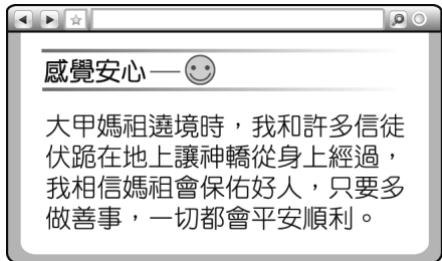 感覺安心—
大甲媽祖遶境時，我和許多信徒
伏跪在地上讓神轎從身上經過，
我相信媽祖會保佑好人，只要多
做善事，一切都會平安順利。